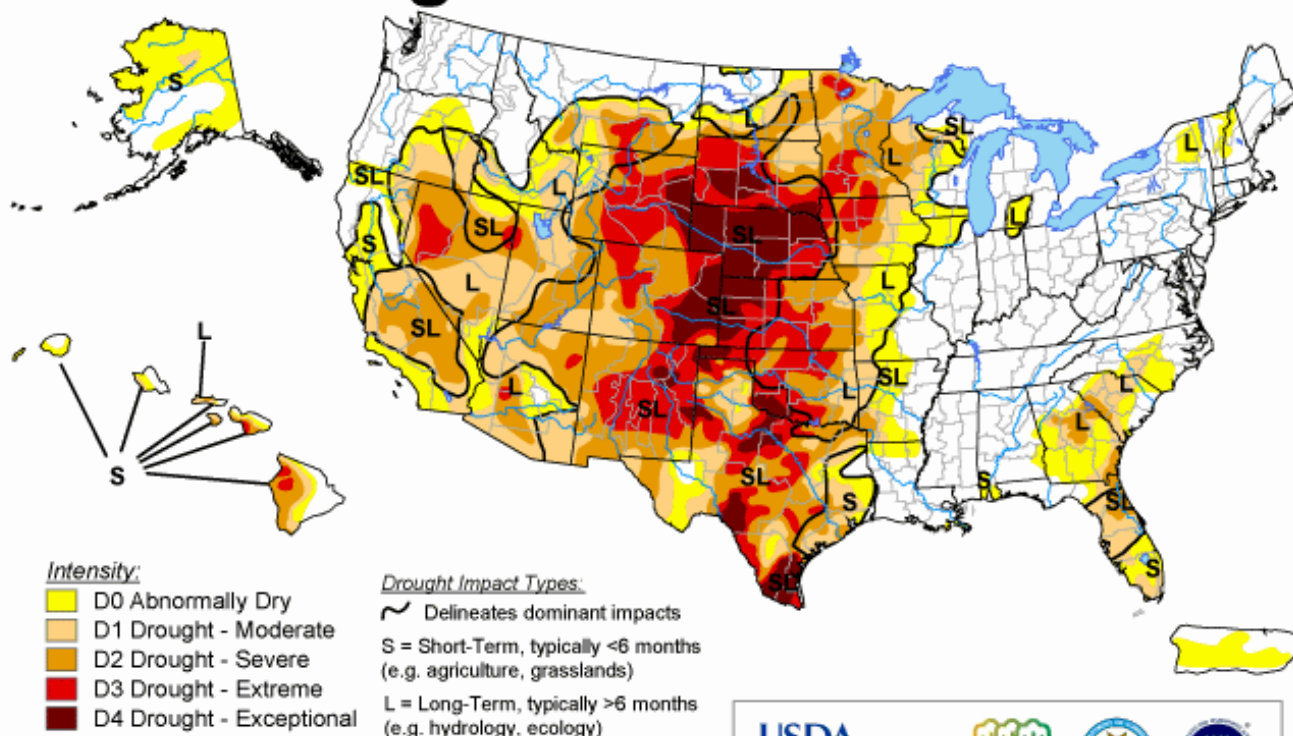 S
L
S
SL
S
SL
SL
L
L
L
L
SL
L
SL
SL
SL
SL
L
SL
S
SL
L
L
SL
L
L
L
S
SL
S
Intensity:
D0 Abnormally Dry
D1 Drought - Moderate
D2 Drought - Severe
D3 Drought - Extreme
D4 Drought - Exceptional
Drought Impact Types:
Delineates dominant impacts
S = Short-Term, typically <6 months
(e.g. agriculture, grasslands)
L = Long-Term, typically >6 months
(e.g. hydrology, ecology)
USDA